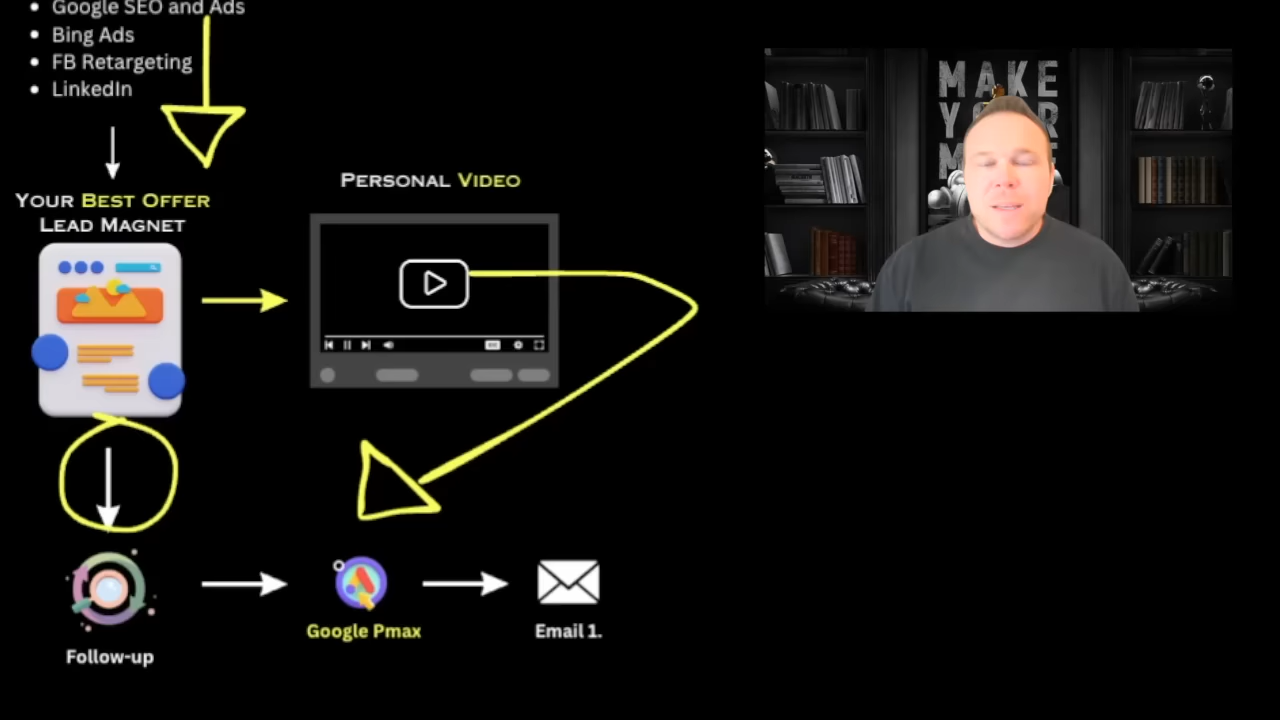 Google SEO and Ads
Bing Ads
FB Retargeting
LinkedIn
YOUR BEST OFFER
LEAD MAGNET
PERSONAL VIDEO
Follow-up
Google Pmax
Email 1.
MAKE